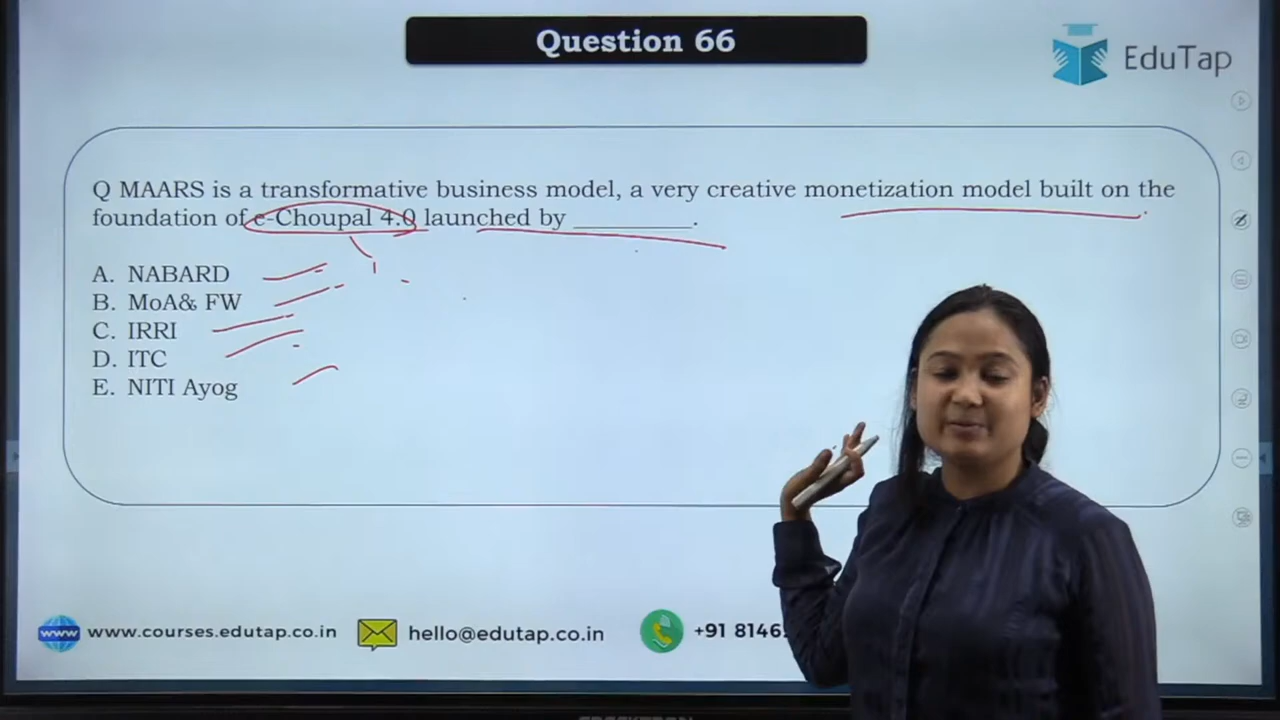 Question 66
EduTap
Q MAARS is a transformative business model, a very creative monetization model built on the
foundation of e-Choupal 4.0 launched by __________.
A. NABARD
B. MoA& FW
C. IRRI
D. ITC
E. NITI Ayog
www www.courses.edutap.co.in hello@edutap.co.in +91 8146